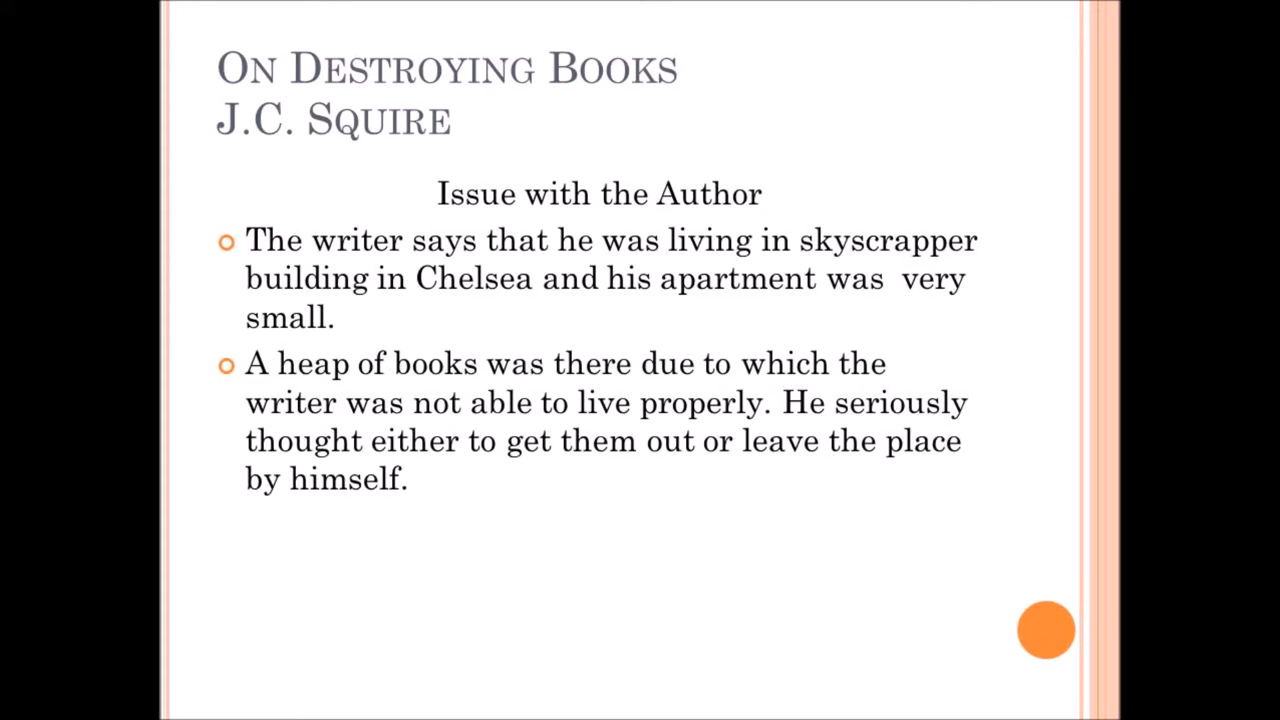 On Destroying Books
J.C. Squire
Issue with the Author
The writer says that he was living in skyscrapper
building in Chelsea and his apartment was very
small.
A heap of books was there due to which the
writer was not able to live properly. He seriously
thought either to get them out or leave the place
by himself.